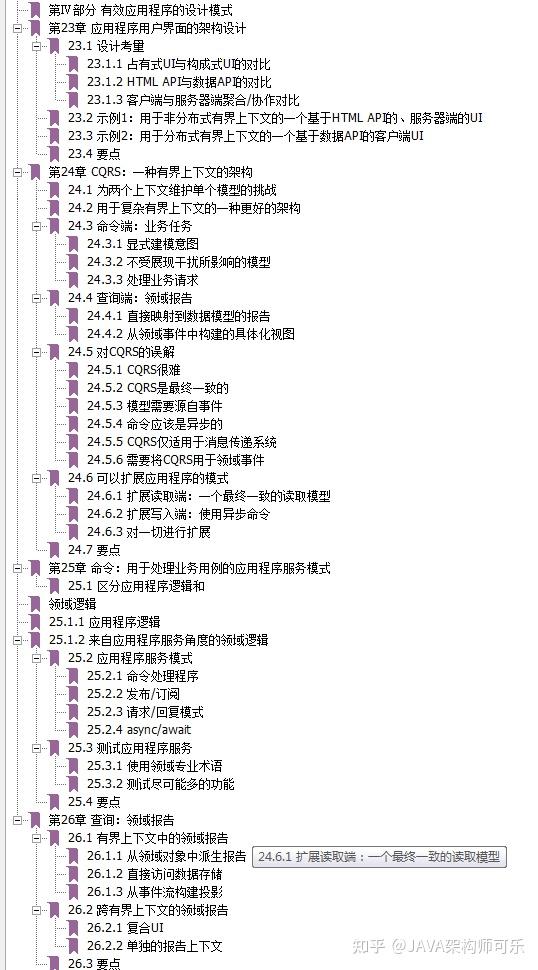 第Ⅳ部分 有效应用程序的设计模式
第23章 应用程序用户界面的架构设计
23.1 设计考量
23.1.1 占有式UI与构成式UI的对比
23.1.2 HTML API与数据API的对比
23.1.3 客户端与服务器端聚合/协作对比
23.2 示例1：用于非分布式有界上下文的一个基于HTML API的、服务器端的UI
23.3 示例2：用于分布式有界上下文的一个基于数据API的客户端UI
23.4 要点
第24章 CQRS：一种有界上下文的架构
24.1 为两个上下文维护单个模型的挑战
24.2 用于复杂有界上下文的一种更好的架构
24.3 命令端：业务任务
24.3.1 显式建模意图
24.3.2 不受展现干扰所影响的模型
24.3.3 处理业务请求
24.4 查询端：领域报告
24.4.1 直接映射到数据模型的报告
24.4.2 从领域事件中构建的具体化视图
24.5 对CQRS的误解
24.5.1 CQRS很难
24.5.2 CQRS是最终一致的
24.5.3 模型需要源自事件
24.5.4 命令应该是异步的
24.5.5 CQRS仅适用于消息传递系统
24.5.6 需要将CQRS用于领域事件
24.6 可以扩展应用程序的模式
24.6.1 扩展读取端：一个最终一致的读取模型
24.6.2 扩展写入端：使用异步命令
24.6.3 对一切进行扩展
24.7 要点
第25章 命令：用于处理业务用例的应用程序服务模式
25.1 区分应用程序逻辑和
领域逻辑
25.1.1 应用程序逻辑
25.1.2 来自应用程序服务角度的领域逻辑
25.2 应用程序服务模式
25.2.1 命令处理程序
25.2.2 发布/订阅
25.2.3 请求/回复模式
25.2.4 async/await
25.3 测试应用程序服务
25.3.1 使用领域专业术语
25.3.2 测试尽可能多的功能
25.4 要点
第26章 查询：领域报告
26.1 有界上下文中的领域报告
26.1.1 从领域对象中派生报告 24.6.1 扩展读取端：一个最终一致的读取模型
26.1.2 直接访问数据存储
26.1.3 从事件流构建投影
26.2 跨有界上下文的领域报告
26.2.1 复合UI
26.2.2 单独的报告上下文
26.3 要点
知乎 @JAVA架构师可乐